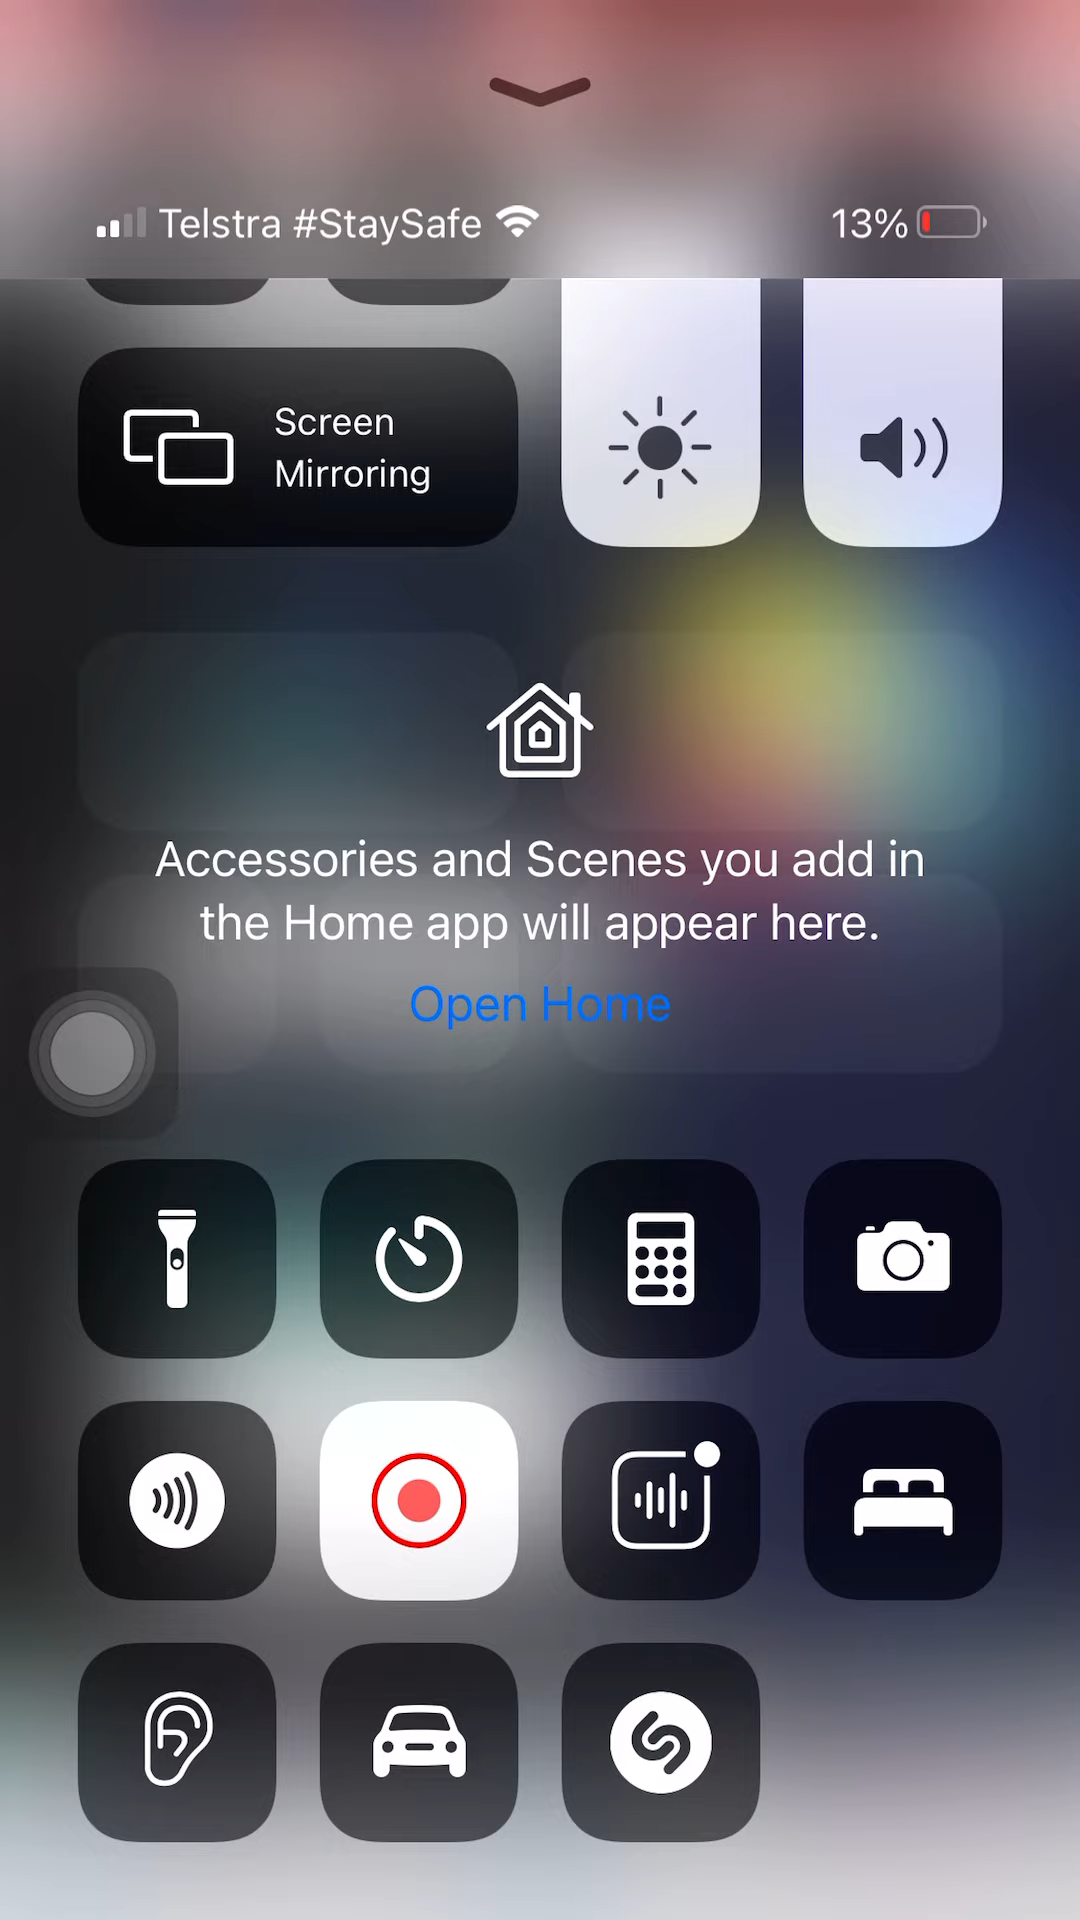 Telstra #StaySafe 13%
Screen
Mirroring
Accessories and Scenes you add in
the Home app will appear here.
Open Home